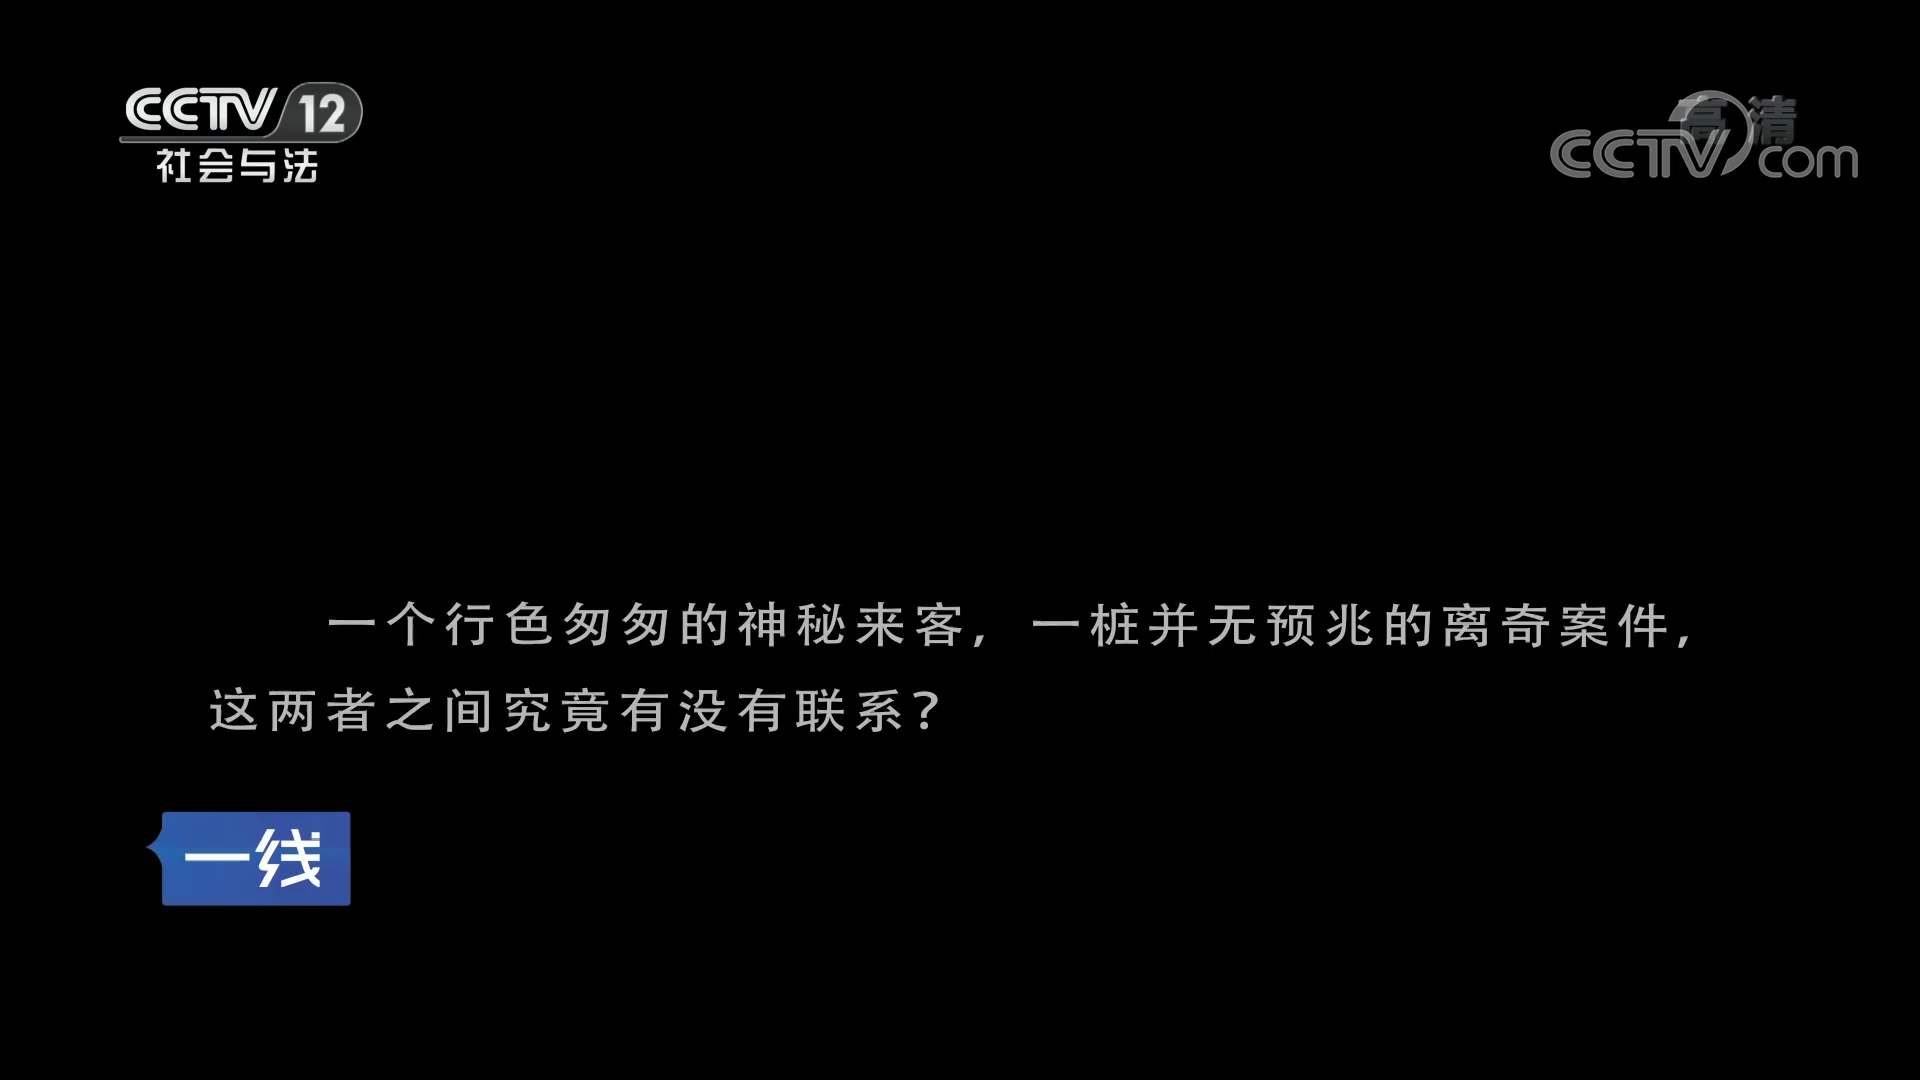 CCTV 12
社会与法
高清
CCTV com
一个行色匆匆的神秘来客，一桩并无预兆的离奇案件，
这两者之间究竟有没有联系？
一线